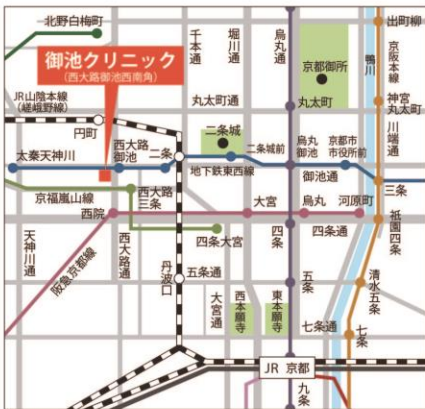 北野白梅町
御池クリニック
(西大路御池西南角)
千本通
堀川通
烏丸通
京都御所
鴨川
京阪本線
出町柳
JR山陰本線
(嵯峨野線)
丸太町通
丸太町
神宮
丸太町
川端通
円町
二条城
太秦天神川
西大路
御池
二条
二条城前
烏丸
御池
京都市
市役所前
地下鉄東西線
御池通
三条
京福嵐山線
西大路
三条
西院
大宮
烏丸
河原町
四条大宮
四条
四条通
祇園四条
天神川通
阪急京都線
西大路通
丹波口
五条通
五条
清水五条
大宮通
西本願寺
東本願寺
七条通
七条
JR 京都
九条